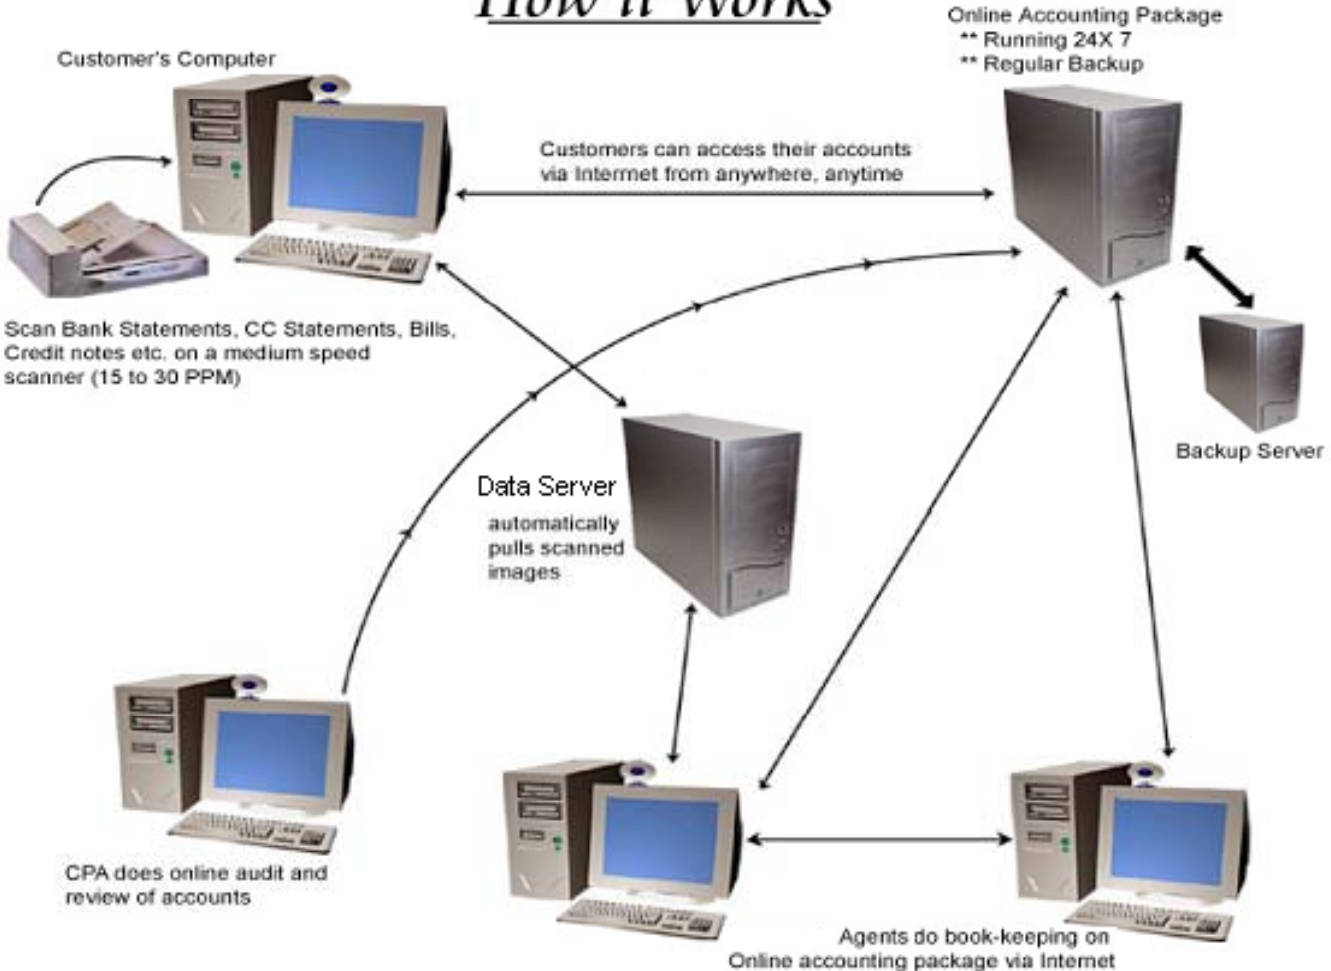 How it Works
Online Accounting Package
** Running 24X 7
** Regular Backup
Customer's Computer
Customers can access their accounts
via Internet from anywhere, anytime
Scan Bank Statements, CC Statements, Bills,
Credit notes etc. on a medium speed
scanner (15 to 30 PPM)
Backup Server
Data Server
automatically
pulls scanned
images
CPA does online audit and
review of accounts
Agents do book-keeping on
Online accounting package via Internet